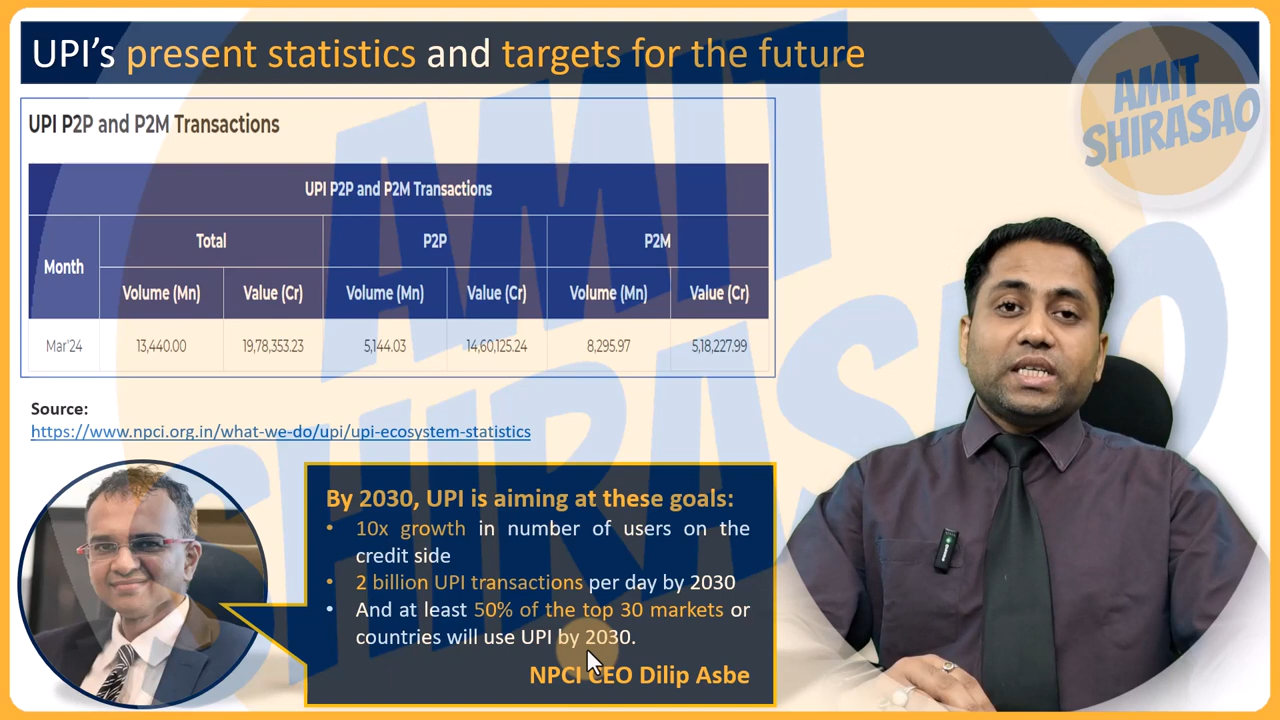 UPI's present statistics and targets for the future
AMIT
SHIRASAO
UPI P2P and P2M Transactions
UPI P2P and P2M Transactions
Month
Total
P2P
P2M
Volume (Mn)
Value (Cr)
Volume (Mn)
Value (Cr)
Volume (Mn)
Value (Cr)
Mar'24
13,440.00
19,78,353.23
5,144.03
14,60,125.24
8,295.97
5,18,227.99
AMIT
SHIRASAO
Source:
https://www.npci.org.in/what-we-do/upi/upi-ecosystem-statistics
By 2030, UPI is aiming at these goals:
• 10x growth in number of users on the
credit side
• 2 billion UPI transactions per day by 2030
• And at least 50% of the top 30 markets or
countries will use UPI by 2030.
NPCI CEO Dilip Asbe